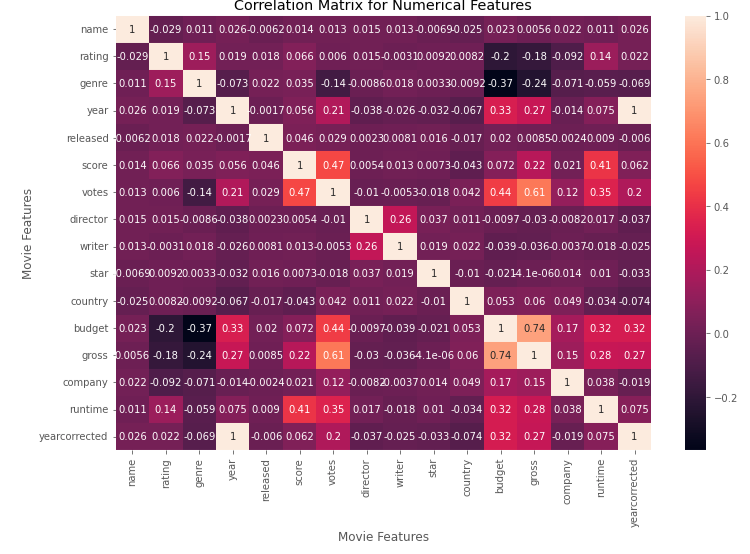 Correlation Matrix for Numerical Features
name 1 -0.029 0.011 0.026 -0.0062 0.014 0.013 0.015 0.013 -0.0069 -0.025 0.023 0.0056 0.022 0.011 0.026
rating -0.029 1 0.15 0.019 0.018 0.066 0.006 0.015 -0.0031 0.0092 0.0082 -0.2 -0.18 -0.092 0.14 0.022
genre 0.011 0.15 1 -0.073 0.022 0.035 -0.14 -0.0086 0.018 0.0033 -0.0092 -0.37 -0.24 -0.071 -0.059 -0.069
year 0.026 0.019 -0.073 1 -0.0017 0.056 0.21 -0.038 -0.026 -0.032 -0.067 0.33 0.27 -0.014 0.075 1
released -0.0062 0.018 0.022 -0.0017 1 0.046 0.029 0.0023 0.0081 0.016 -0.017 0.02 0.0085 -0.0024 0.009 -0.006
score 0.014 0.066 0.035 0.056 0.046 1 0.47 0.0054 0.013 0.0073 -0.043 0.072 0.22 0.021 0.41 0.062
votes 0.013 0.006 -0.14 0.21 0.029 0.47 1 -0.01 -0.0053 -0.018 0.042 0.44 0.61 0.12 0.35 0.2
director 0.015 0.015 -0.0086 -0.038 0.0023 0.0054 -0.01 1 0.26 0.037 0.011 -0.0097 -0.03 -0.0082 0.017 -0.037
writer 0.013 -0.0031 0.018 -0.026 0.0081 0.013 -0.0053 0.26 1 0.019 0.022 -0.039 -0.036 -0.0037 -0.018 -0.025
star -0.0069 0.0092 0.0033 -0.032 0.016 0.0073 -0.018 0.037 0.019 1 -0.01 -0.021 -4.1e-06 0.014 0.01 -0.033
country -0.025 0.0082 -0.0092 -0.067 -0.017 -0.043 0.042 0.011 0.022 -0.01 1 0.053 0.06 0.049 -0.034 -0.074
budget 0.023 -0.2 -0.37 0.33 0.02 0.072 0.44 -0.0097 -0.039 -0.021 0.053 1 0.74 0.17 0.32 0.32
gross 0.0056 -0.18 -0.24 0.27 0.0085 0.22 0.61 -0.03 -0.036 -4.1e-06 0.06 0.74 1 0.15 0.28 0.27
company 0.022 -0.092 -0.071 -0.014 -0.0024 0.021 0.12 -0.0082 -0.0037 0.014 0.049 0.17 0.15 1 0.038 -0.019
runtime 0.011 0.14 -0.059 0.075 0.009 0.41 0.35 0.017 -0.018 0.01 -0.034 0.32 0.28 0.038 1 0.075
yearcorrected 0.026 0.022 -0.069 1 -0.006 0.062 0.2 -0.037 -0.025 -0.033 -0.074 0.32 0.27 -0.019 0.075 1
name rating genre year released score votes director writer star country budget gross company runtime yearcorrected
Movie Features
Movie Features
1.0
0.8
0.6
0.4
0.2
0.0
−0.2